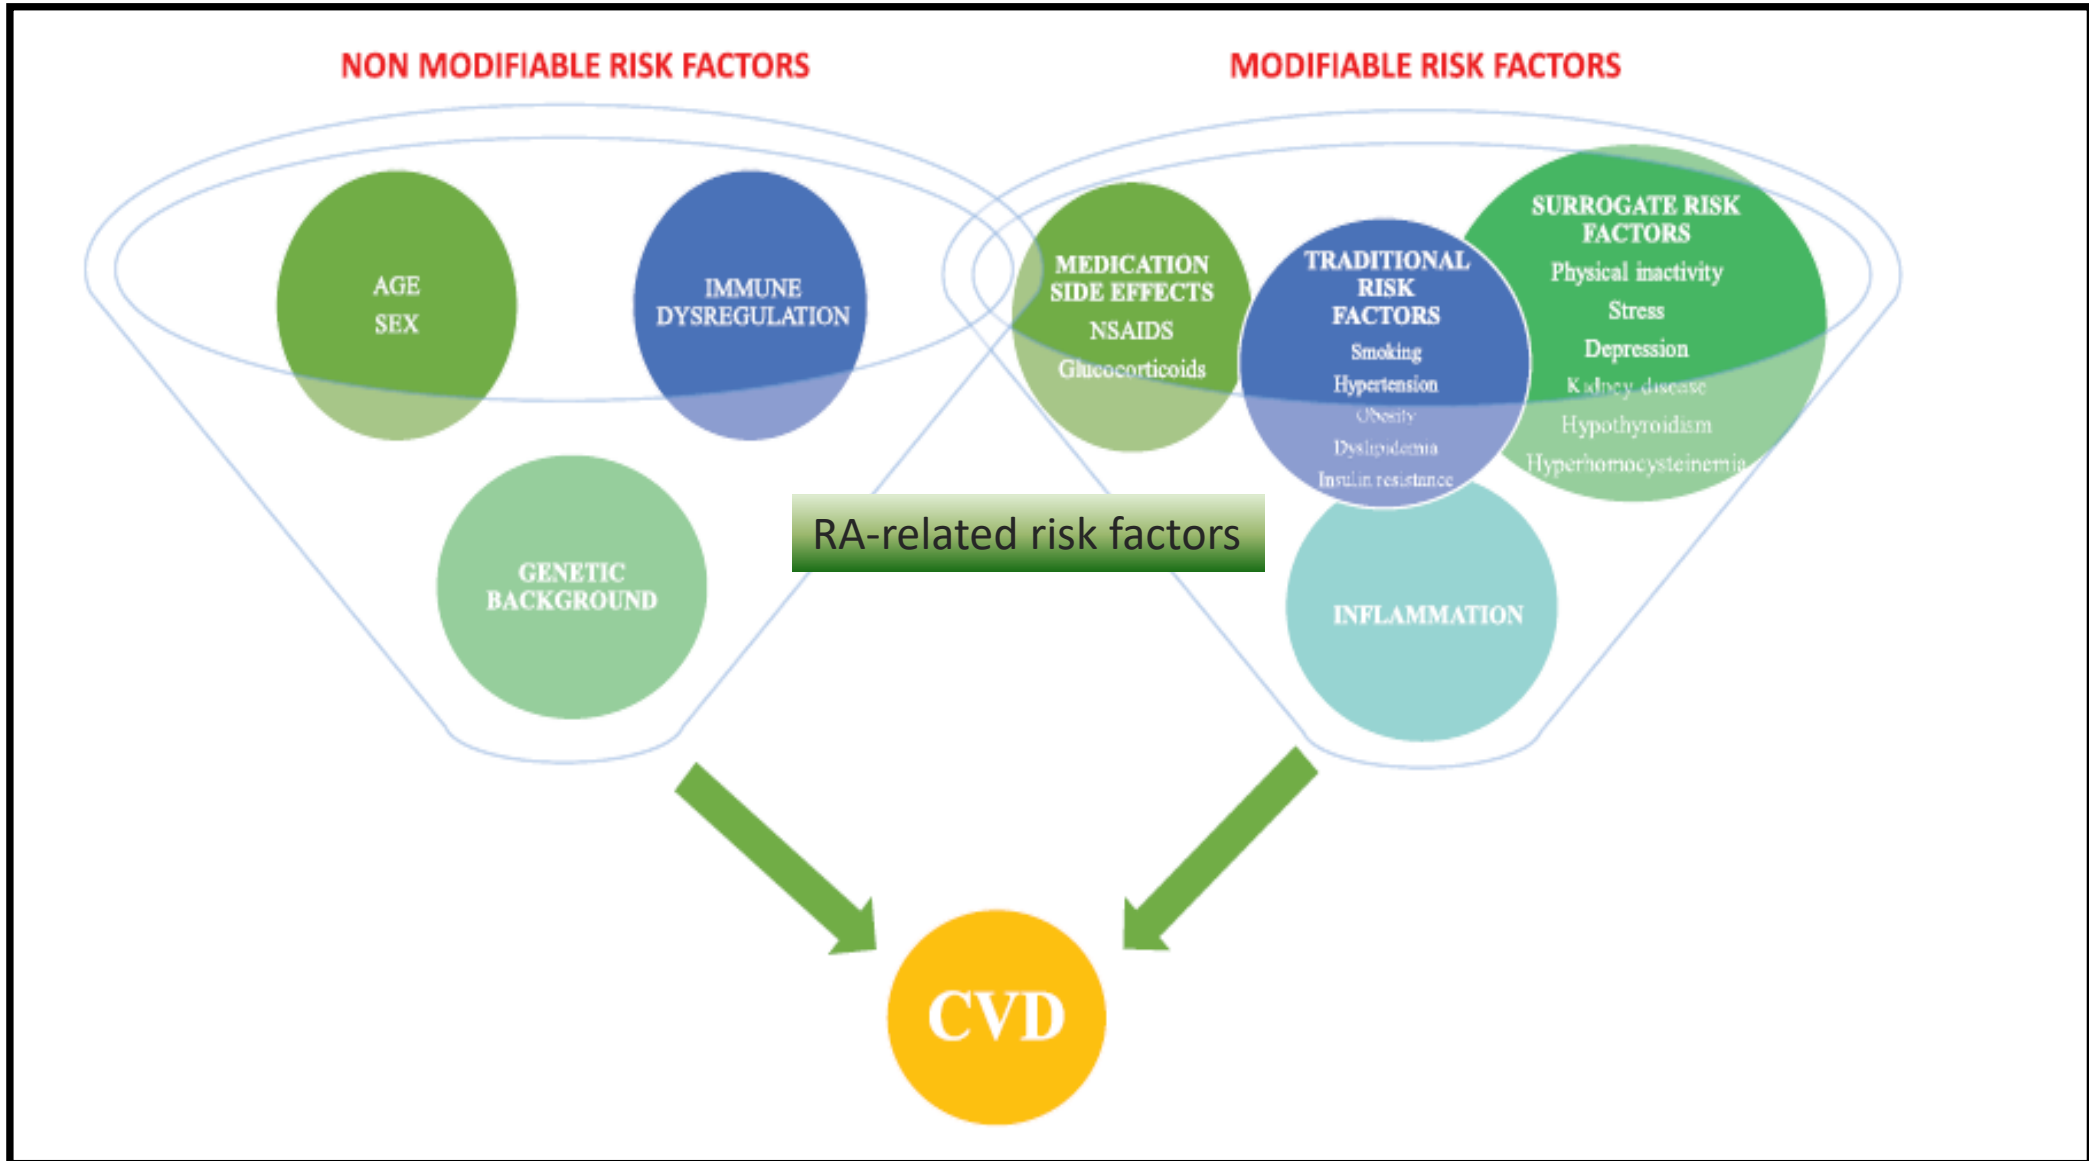 NON MODIFIABLE RISK FACTORS
MODIFIABLE RISK FACTORS
AGE
SEX
IMMUNE
DYSREGULATION
GENETIC
BACKGROUND
MEDICATION
SIDE EFFECTS
NSAIDS
Glucocorticoids
TRADITIONAL
RISK
FACTORS
Smoking
Hypertension
Obesity
Dyslipidemia
Insulin resistance
SURROGATE RISK
FACTORS
Physical inactivity
Stress
Depression
Kidney disease
Hypothyroidism
Hyperhomocysteinemia
RA-related risk factors
INFLAMMATION
CVD